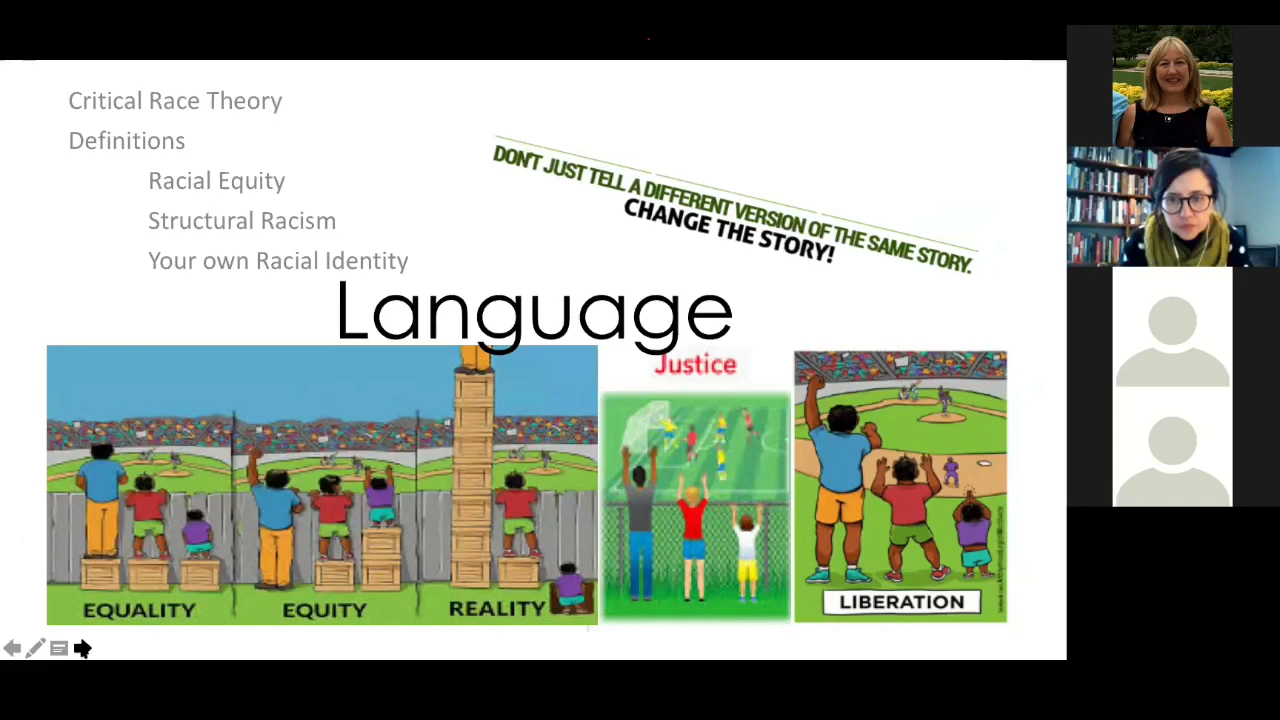 Critical Race Theory
Definitions
Racial Equity
Structural Racism
Your own Racial Identity
DON'T JUST TELL A DIFFERENT VERSION OF THE SAME STORY.
CHANGE THE STORY!
Language
Justice
EQUALITY
EQUITY
REALITY
LIBERATION